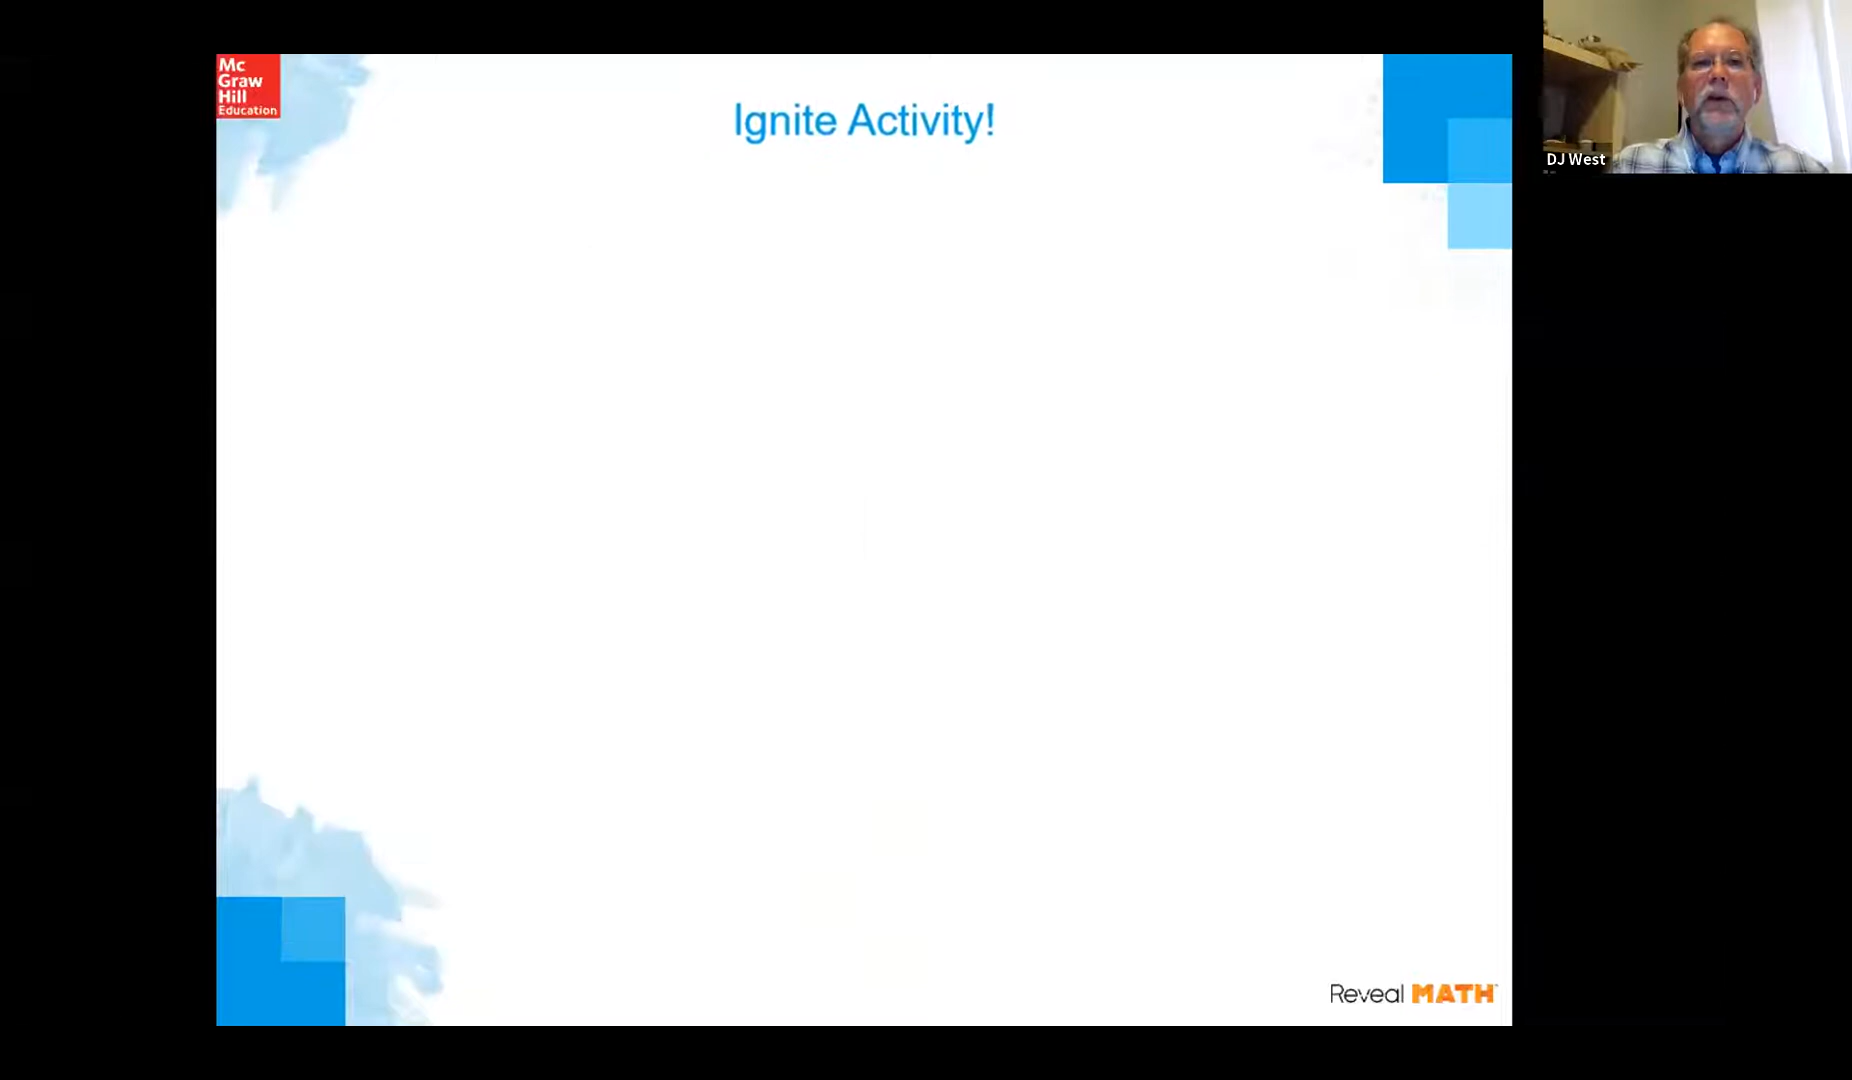 Mc
Graw
Hill
Education
Ignite Activity!
DJ West
Reveal MATH